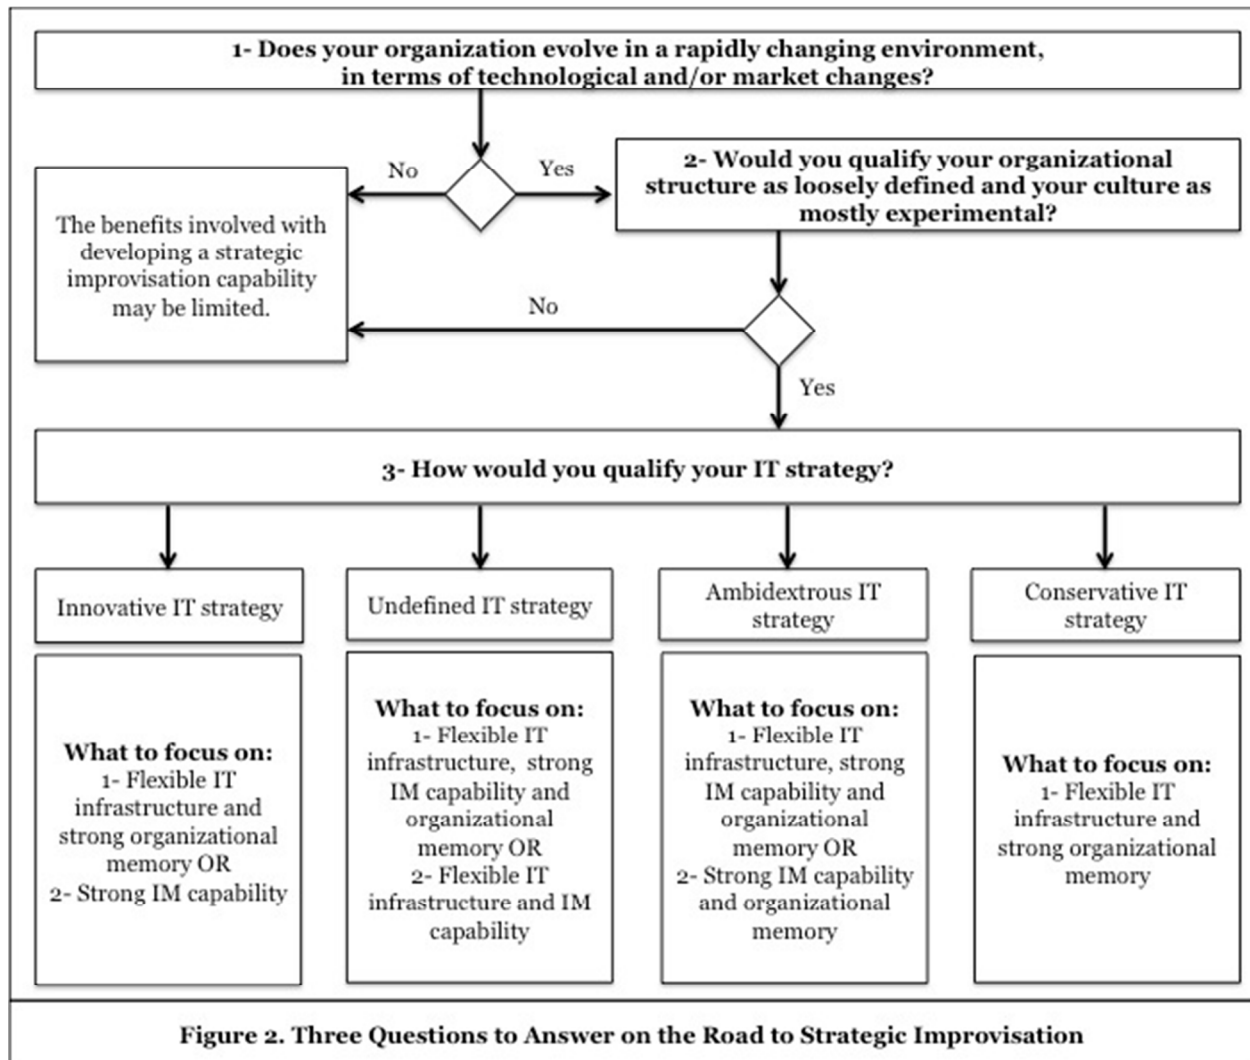 1- Does your organization evolve in a rapidly changing environment,
in terms of technological and/or market changes?
No
Yes
2- Would you qualify your organizational
structure as loosely defined and your culture as
mostly experimental?
The benefits involved with
developing a strategic
improvisation capability
may be limited.
No
Yes
3- How would you qualify your IT strategy?
Innovative IT strategy
Undefined IT strategy
Ambidextrous IT
strategy
Conservative IT
strategy
What to focus on:
1- Flexible IT
infrastructure and
strong organizational
memory OR
2- Strong IM capability
What to focus on:
1- Flexible IT
infrastructure, strong
IM capability and
organizational
memory OR
2- Flexible IT
infrastructure and IM
capability
What to focus on:
1- Flexible IT
infrastructure, strong
IM capability and
organizational
memory OR
2- Strong IM capability
and organizational
memory
What to focus on:
1- Flexible IT
infrastructure and
strong organizational
memory
Figure 2. Three Questions to Answer on the Road to Strategic Improvisation